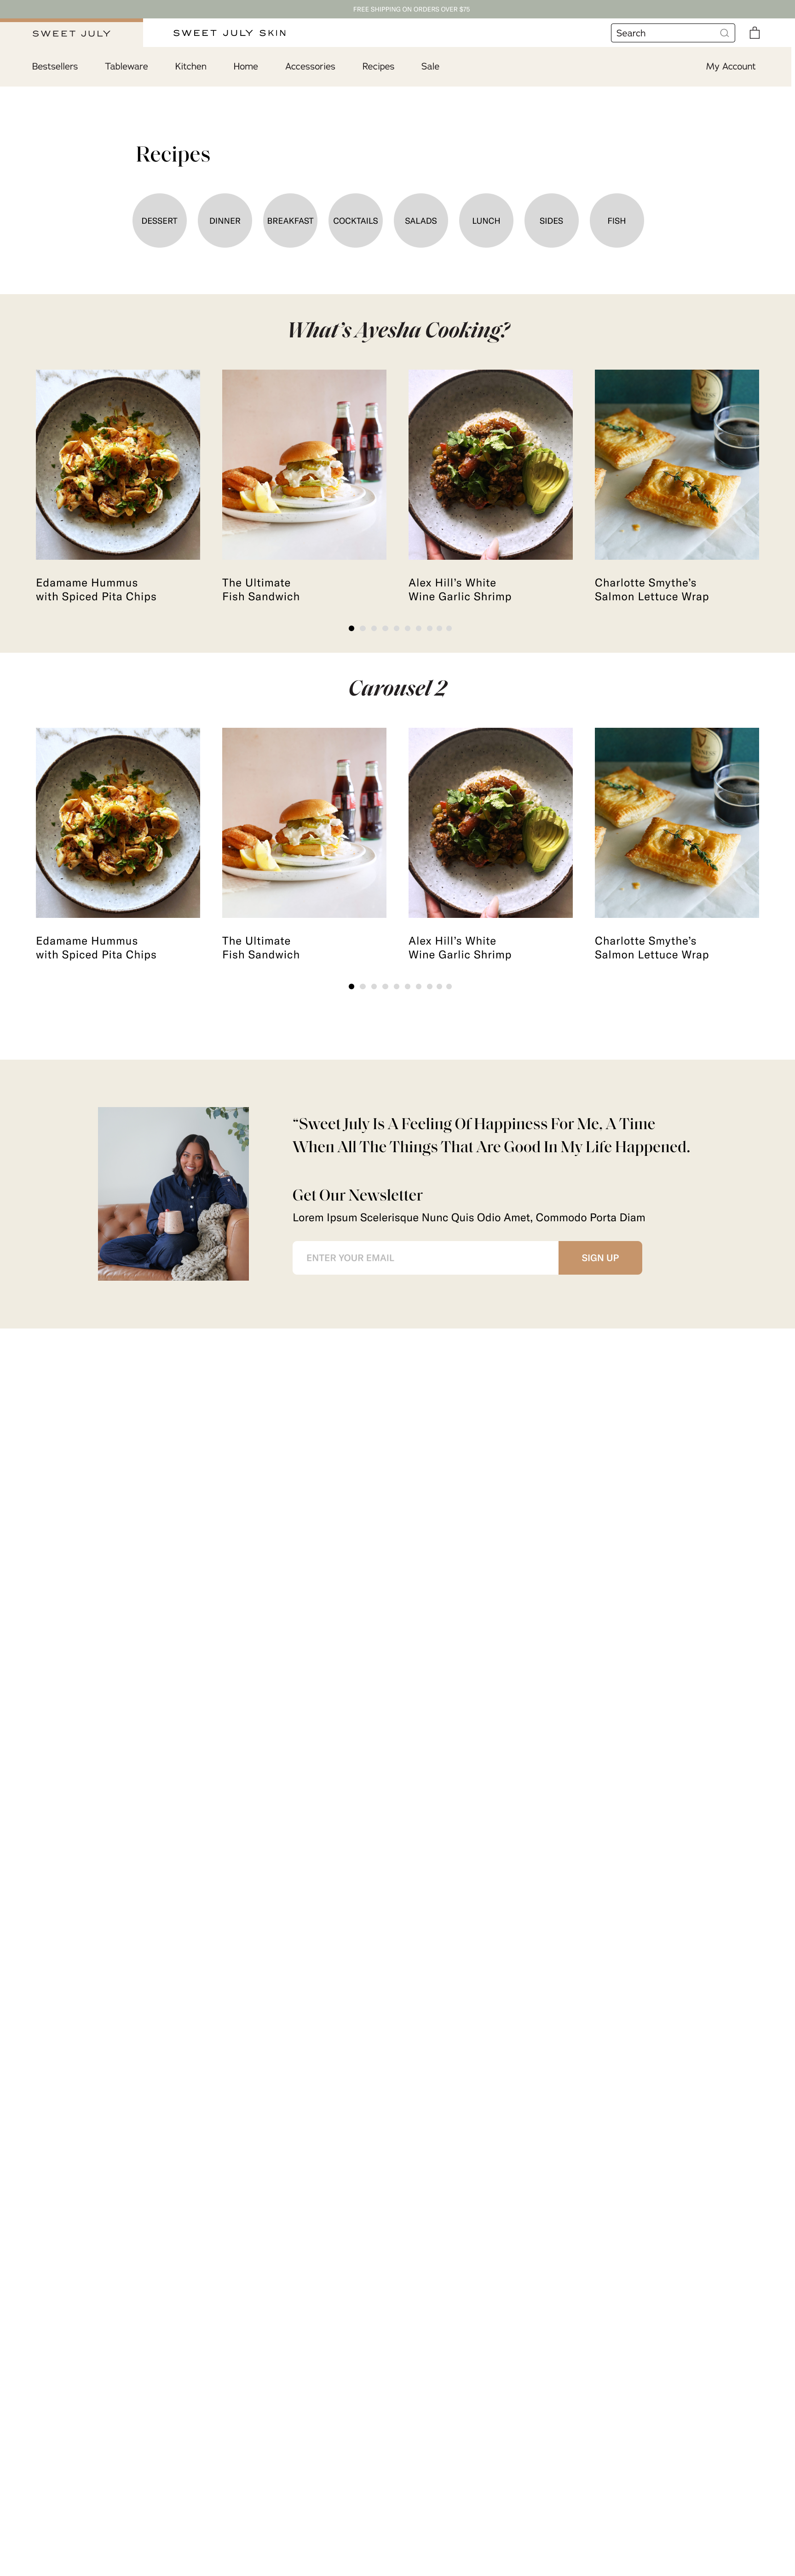 FREE SHIPPING ON ORDERS OVER $75
SWEET JULY
SWEET JULY SKIN
Search
Bestsellers Tableware Kitchen Home Accessories Recipes Sale My Account
Recipes
DESSERT DINNER BREAKFAST COCKTAILS SALADS LUNCH SIDES FISH
What's Ayesha Cooking?
GUINNESS
Edamame Hummus
with Spiced Pita Chips
The Ultimate
Fish Sandwich
Alex Hill's White
Wine Garlic Shrimp
Charlotte Smythe's
Salmon Lettuce Wrap
Carousel 2
GUINNESS
Edamame Hummus
with Spiced Pita Chips
The Ultimate
Fish Sandwich
Alex Hill's White
Wine Garlic Shrimp
Charlotte Smythe's
Salmon Lettuce Wrap
“Sweet July Is A Feeling Of Happiness For Me. A Time
When All The Things That Are Good In My Life Happened.
Get Our Newsletter
Lorem Ipsum Scelerisque Nunc Quis Odio Amet, Commodo Porta Diam
ENTER YOUR EMAIL
SIGN UP